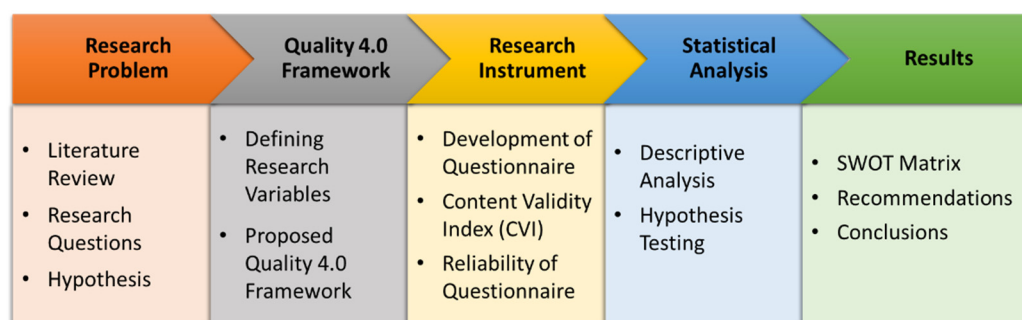 Research
Problem
Quality 4.0
Framework
Research
Instrument
Statistical
Analysis
Results
• Literature
Review
• Research
Questions
• Hypothesis
• Defining
Research
Variables
• Proposed
Quality 4.0
Framework
• Development of
Questionnaire
• Content Validity
Index (CVI)
• Reliability of
Questionnaire
• Descriptive
Analysis
• Hypothesis
Testing
• SWOT Matrix
• Recommendations
• Conclusions